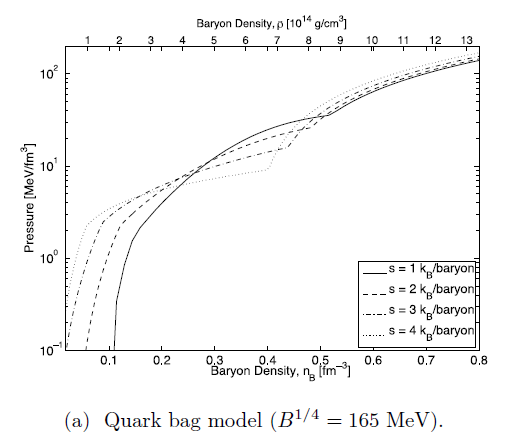 Baryon Density, ρ [10^14 g/cm^3]
1 2 3 4 5 6 7 8 9 10 11 12 13
Pressure [MeV/fm^3]
10^2
10^1
10^0
10^-1
s = 1 k_B/baryon
s = 2 k_B/baryon
s = 3 k_B/baryon
s = 4 k_B/baryon
0.1 0.2 0.3 0.4 0.5 0.6 0.7 0.8
Baryon Density, n_B [fm^-3]
(a) Quark bag model (B^1/4 = 165 MeV).